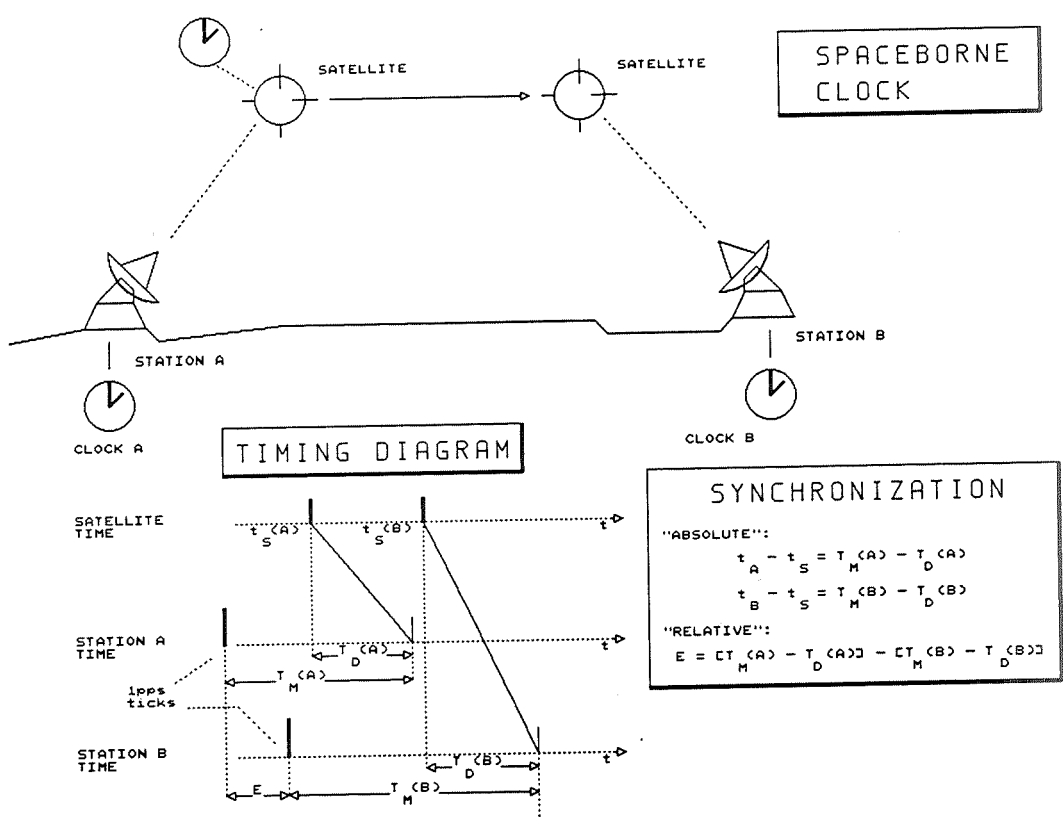 SPACEBORNE
CLOCK
SATELLITE
SATELLITE
STATION A
STATION B
CLOCK A
CLOCK B
TIMING DIAGRAM
SATELLITE
TIME
t_S(A)
t_S(B)
t
STATION A
TIME
t
T_D(A)
T_M(A)
1pps
ticks
STATION B
TIME
t
T_D(B)
E
T_M(B)
SYNCHRONIZATION
"ABSOLUTE":
t_A - t_S = T_M(A) - T_D(A)
t_B - t_S = T_M(B) - T_D(B)
"RELATIVE":
E = [T_M(A) - T_D(A)] - [T_M(B) - T_D(B)]